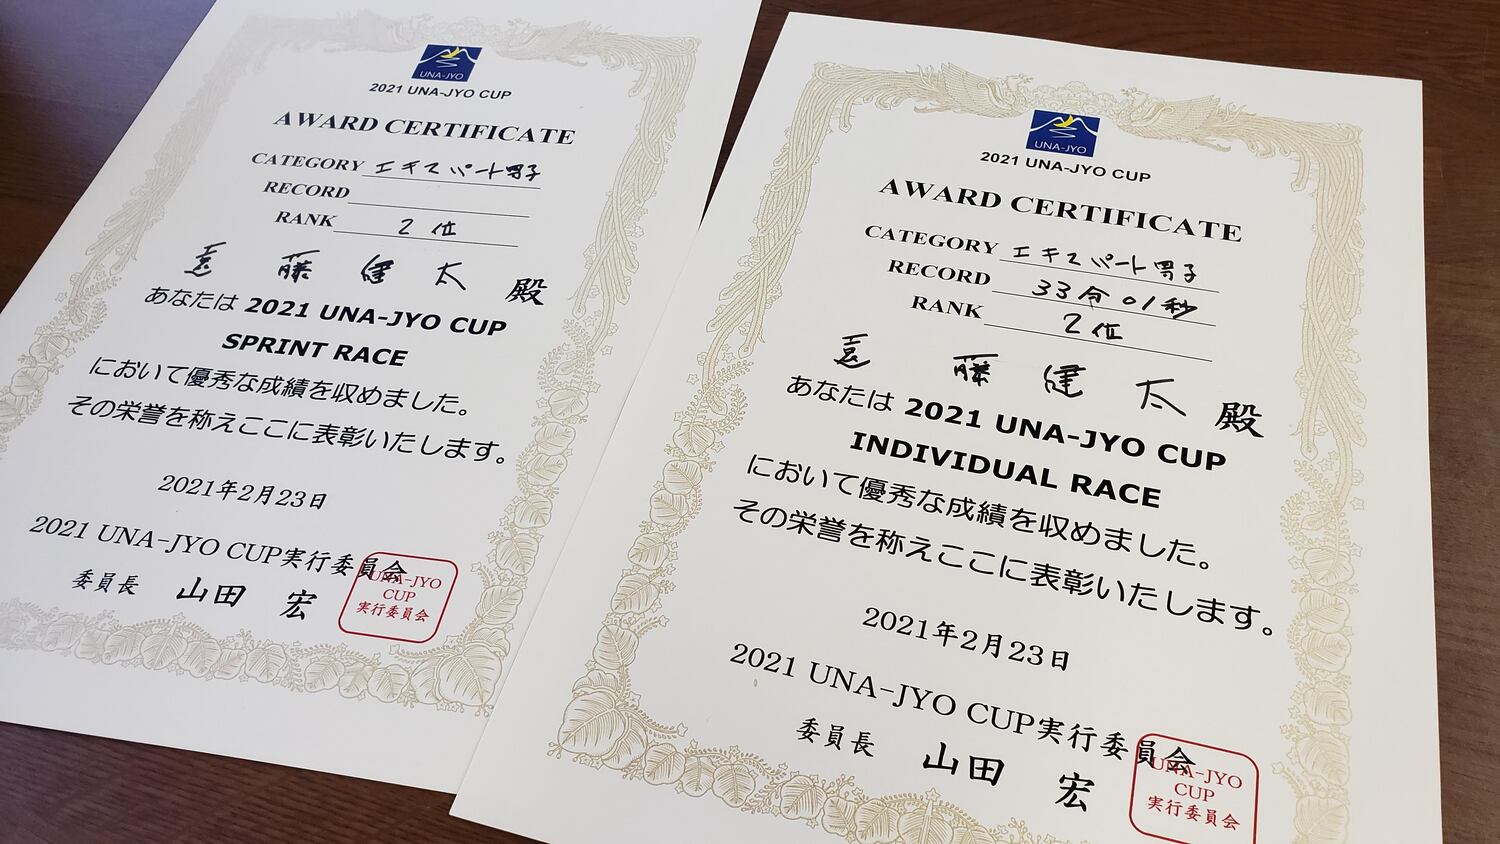 UNA-JYO
2021 UNA-JYO CUP
AWARD CERTIFICATE
CATEGORY エキスパート男子
RECORD
RANK 2位
遠藤健太 殿
あなたは 2021 UNA-JYO CUP
SPRINT RACE
において優秀な成績を収めました。
その栄誉を称えここに表彰いたします。
2021年2月23日
2021 UNA-JYO CUP実行委員会
委員長 山田 宏
UNA-JYO
CUP
実行委員会
UNA-JYO
2021 UNA-JYO CUP
AWARD CERTIFICATE
CATEGORY エキスパート男子
RECORD 33分01秒
RANK 2位
遠藤健太 殿
あなたは 2021 UNA-JYO CUP
INDIVIDUAL RACE
において優秀な成績を収めました。
その栄誉を称えここに表彰いたします。
2021年2月23日
2021 UNA-JYO CUP実行委員会
委員長 山田 宏
UNA-JYO
CUP
実行委員会